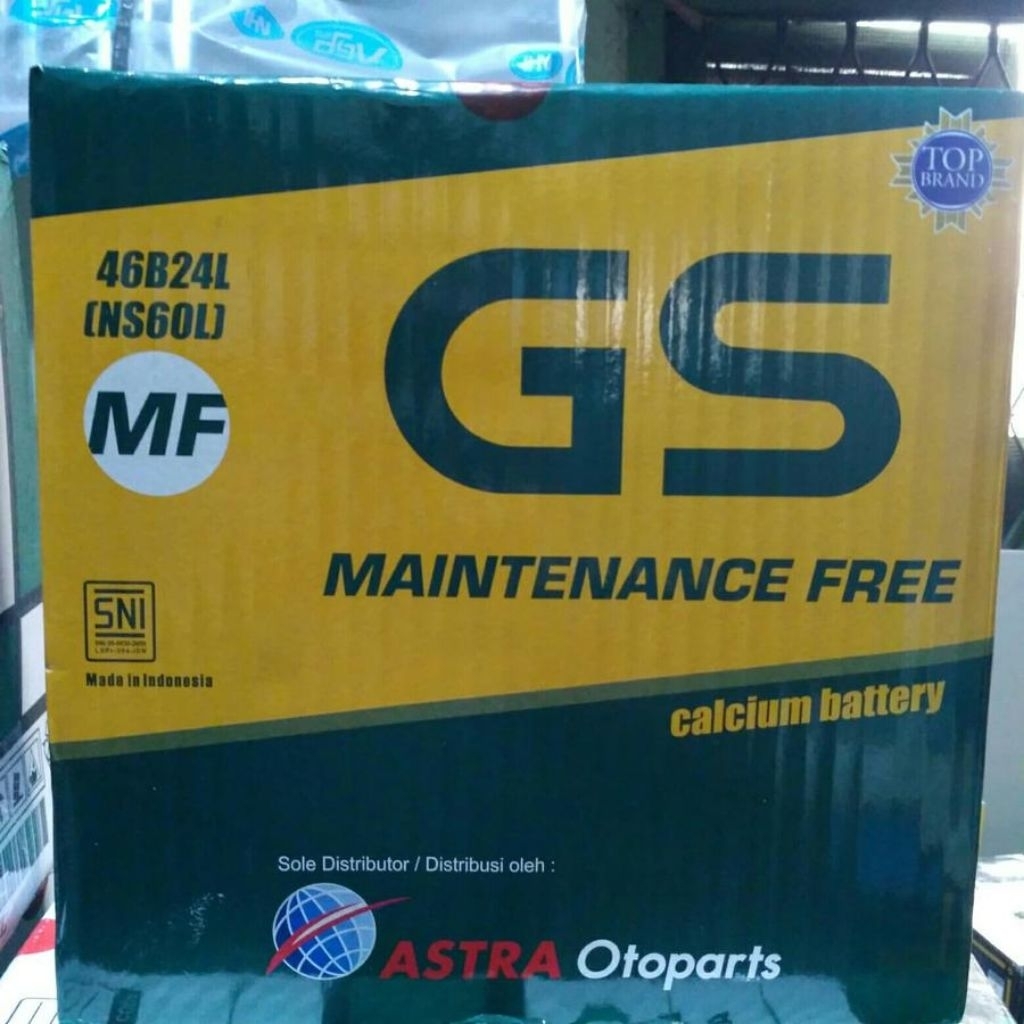 TOP
BRAND
46B24L
(NS60L)
GS
MF
MAINTENANCE FREE
SNI
Made in Indonesia
calcium battery
Sole Distributor / Distribusi oleh :
ASTRA Otoparts